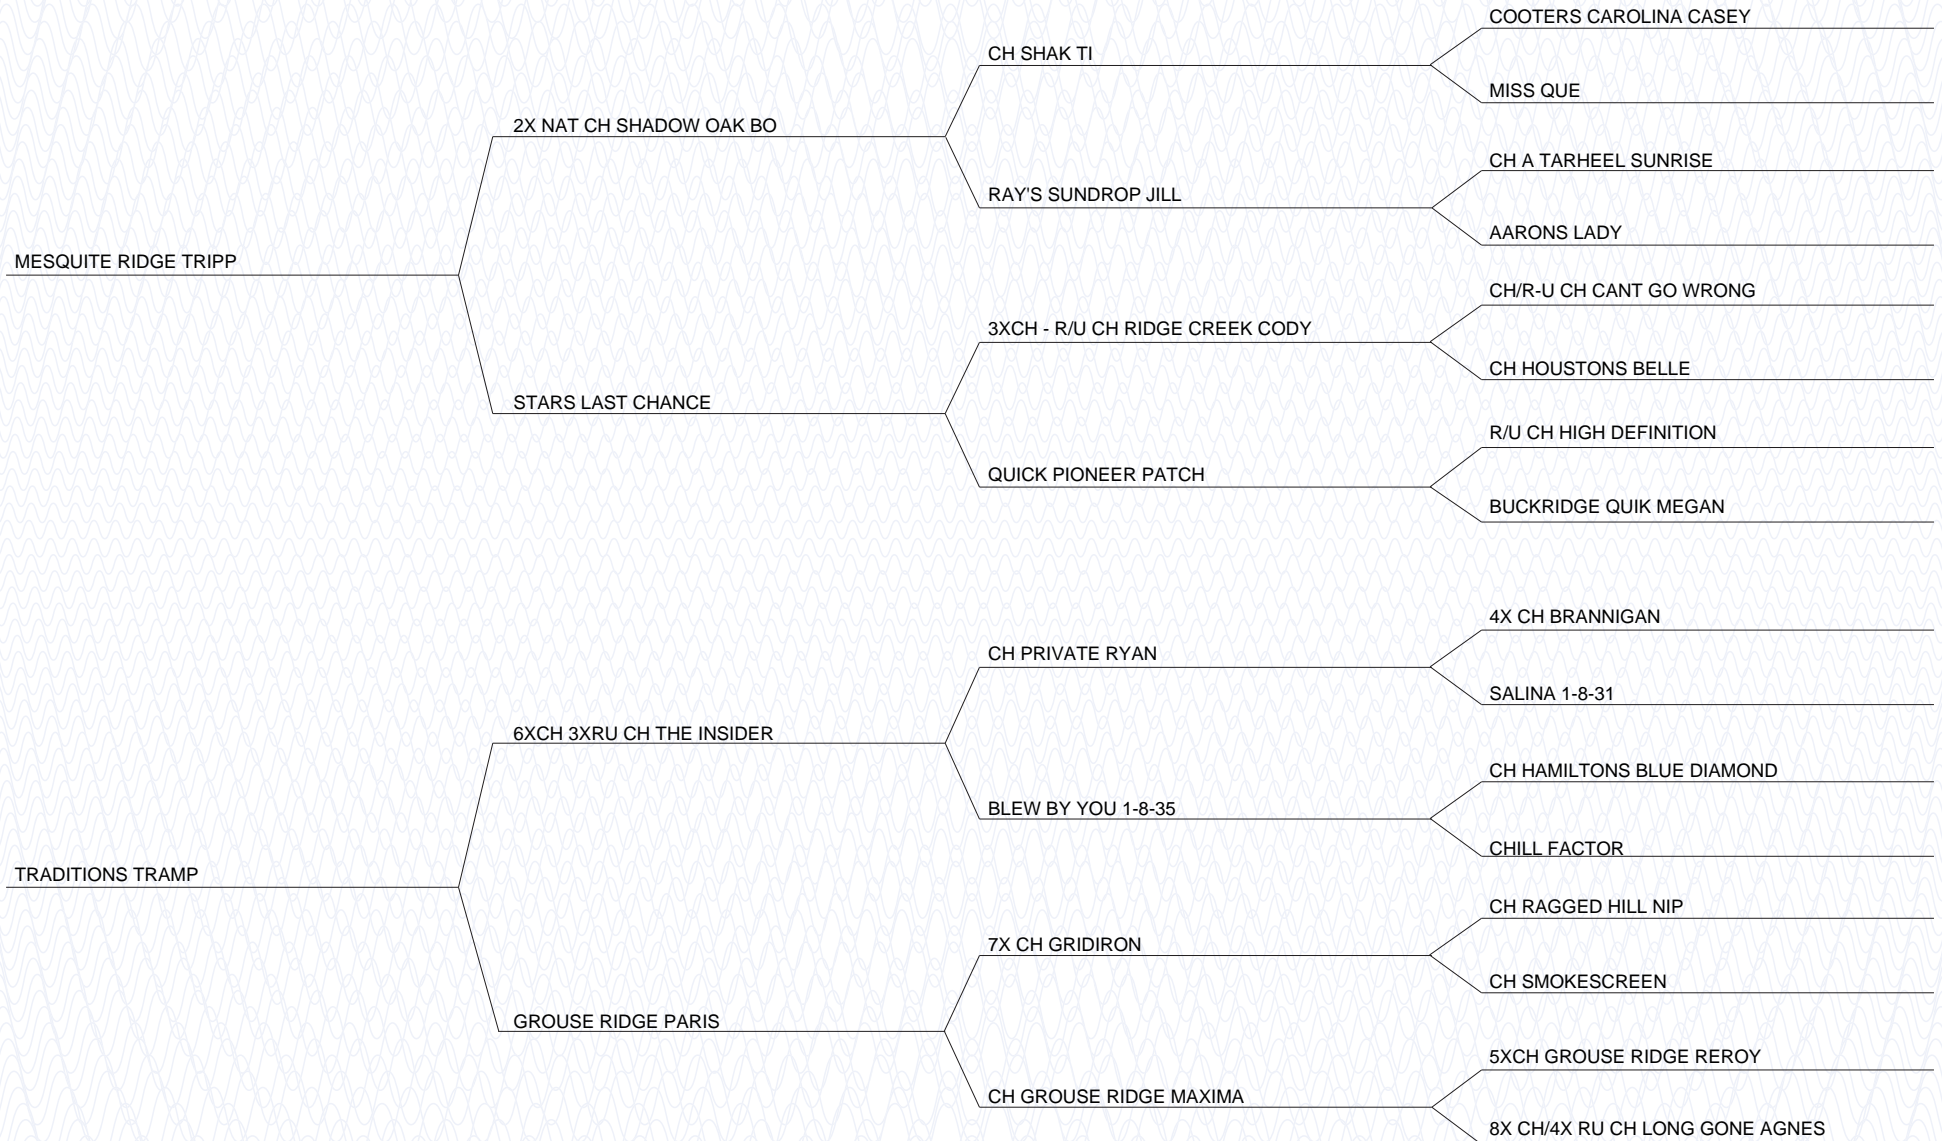 COOTERS CAROLINA CASEY
CH SHAK TI
MISS QUE
2X NAT CH SHADOW OAK BO
CH A TARHEEL SUNRISE
RAY'S SUNDROP JILL
AARONS LADY
MESQUITE RIDGE TRIPP
CH/R-U CH CANT GO WRONG
3XCH - R/U CH RIDGE CREEK CODY
CH HOUSTONS BELLE
STARS LAST CHANCE
R/U CH HIGH DEFINITION
QUICK PIONEER PATCH
BUCKRIDGE QUIK MEGAN
4X CH BRANNIGAN
CH PRIVATE RYAN
SALINA 1-8-31
6XCH 3XRU CH THE INSIDER
CH HAMILTONS BLUE DIAMOND
BLEW BY YOU 1-8-35
CHILL FACTOR
TRADITIONS TRAMP
CH RAGGED HILL NIP
7X CH GRIDIRON
CH SMOKESCREEN
GROUSE RIDGE PARIS
5XCH GROUSE RIDGE REROY
CH GROUSE RIDGE MAXIMA
8X CH/4X RU CH LONG GONE AGNES